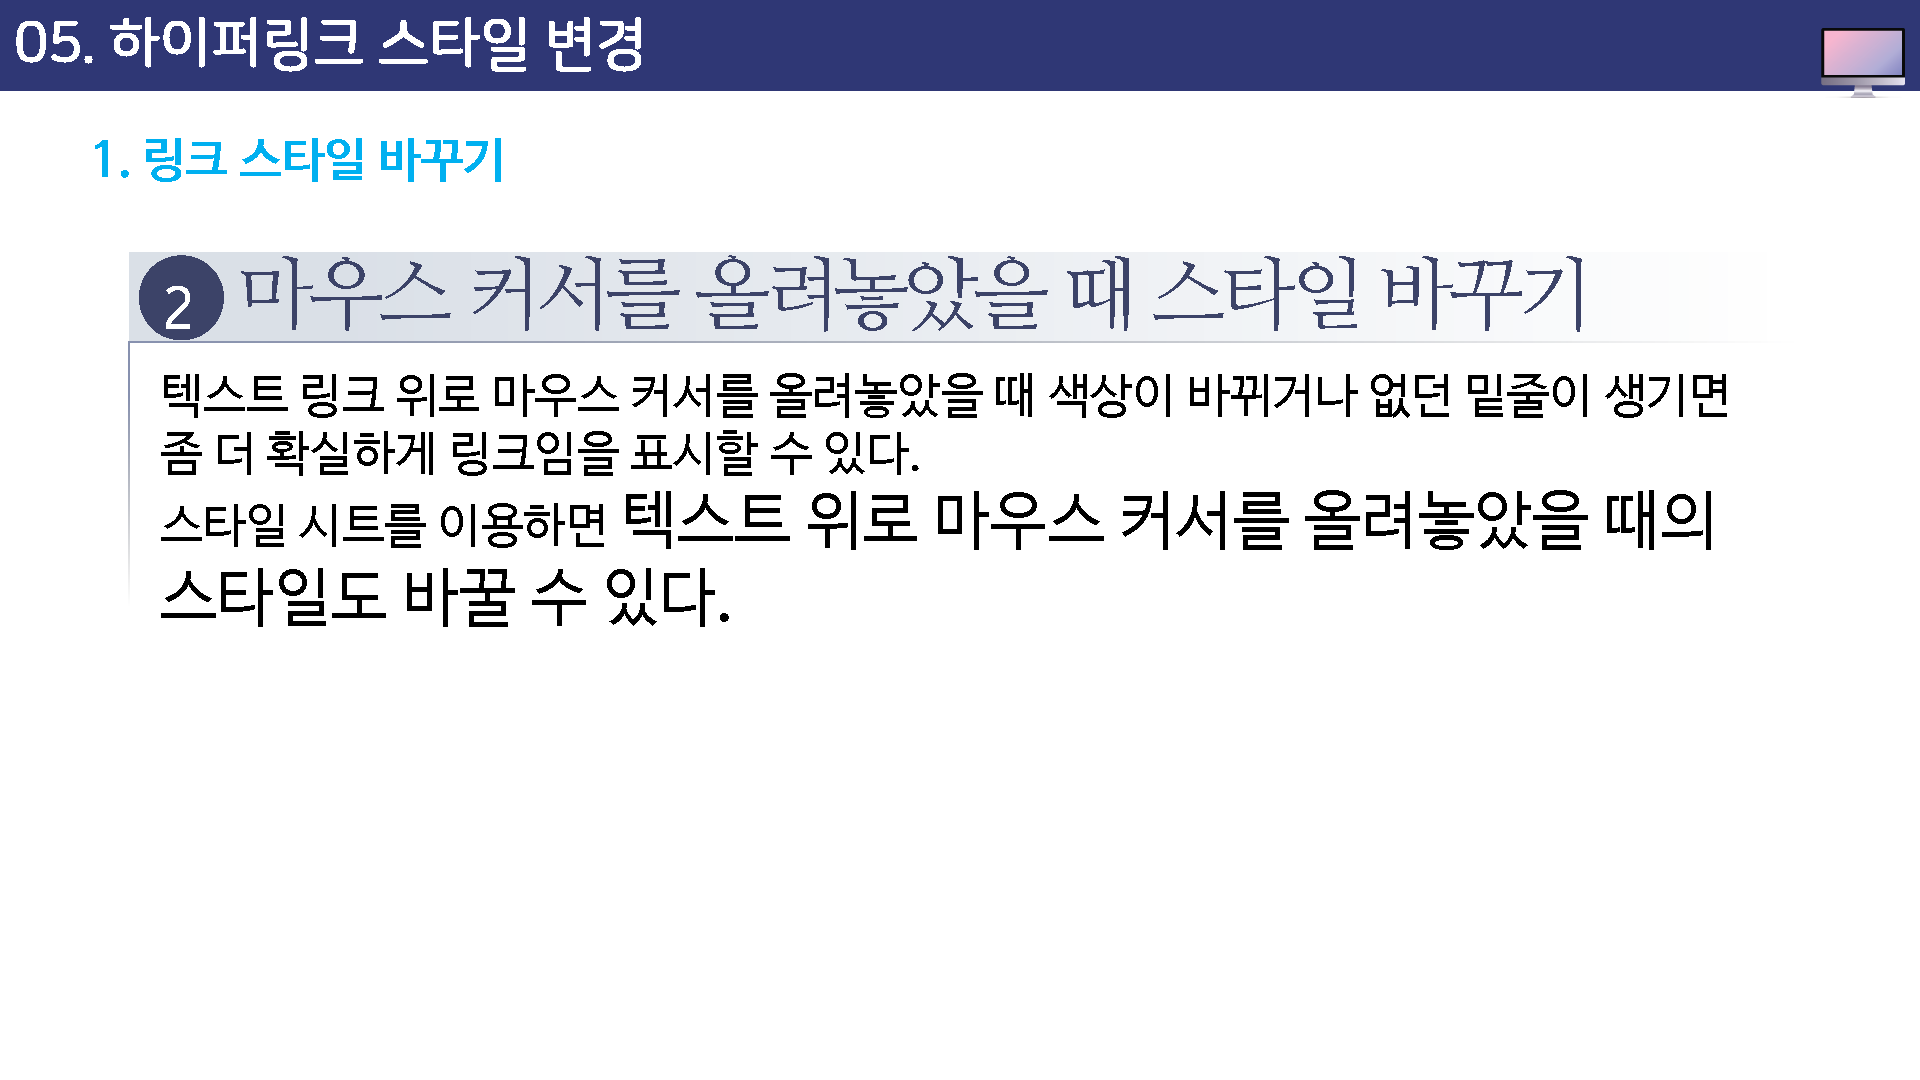 05. 하이퍼링크 스타일 변경
1. 링크 스타일 바꾸기
2 마우스 커서를 올려놓았을 때 스타일 바꾸기
텍스트 링크 위로 마우스 커서를 올려놓았을 때 색상이 바뀌거나 없던 밑줄이 생기면
좀 더 확실하게 링크임을 표시할 수 있다.
스타일 시트를 이용하면 텍스트 위로 마우스 커서를 올려놓았을 때의
스타일도 바꿀 수 있다.